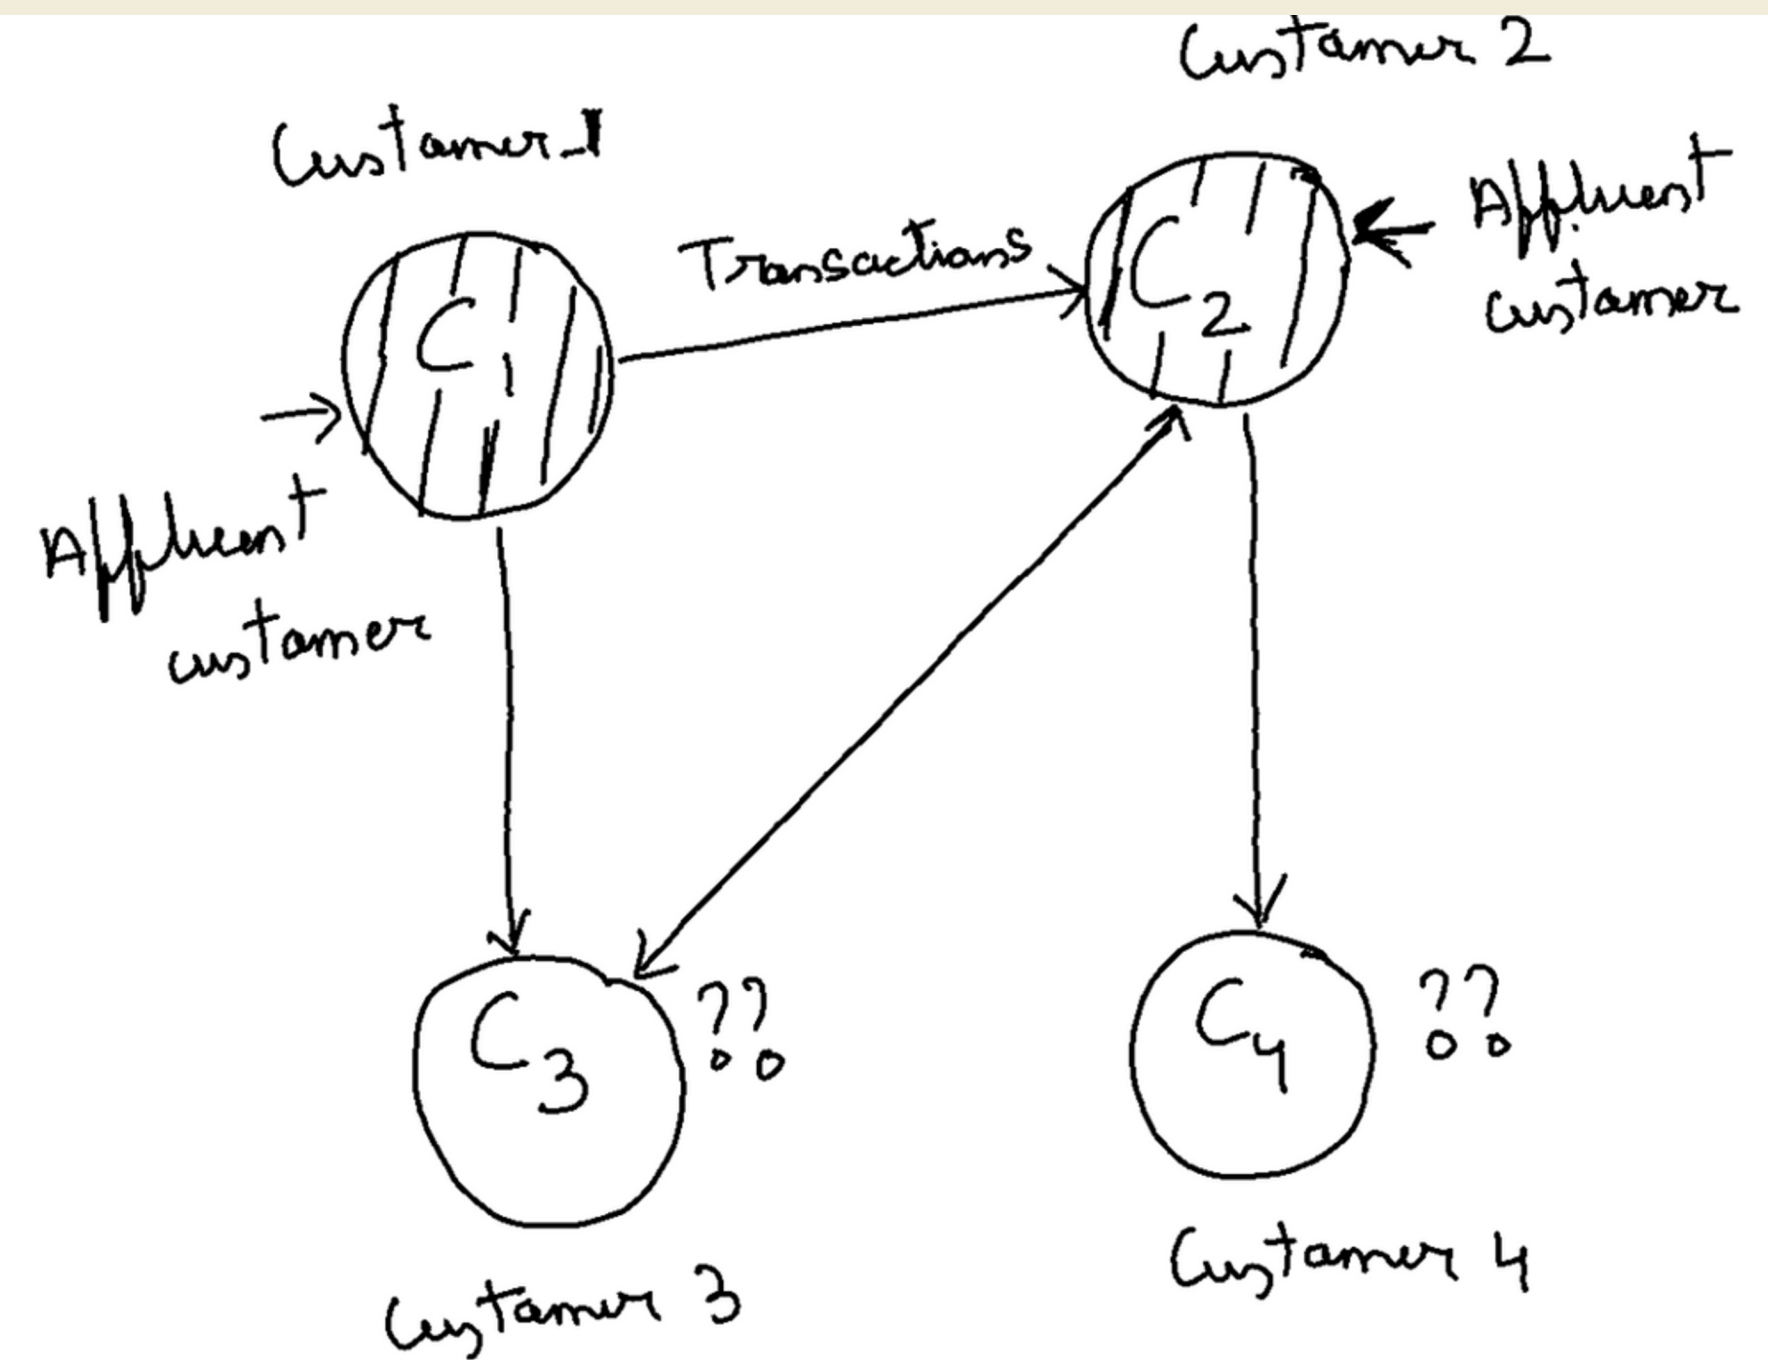 Customer 2
Customer 1
Affluent
customer
Transactions
C2
C1
Affluent
customer
C3
??
C4
??
Customer 4
Customer 3